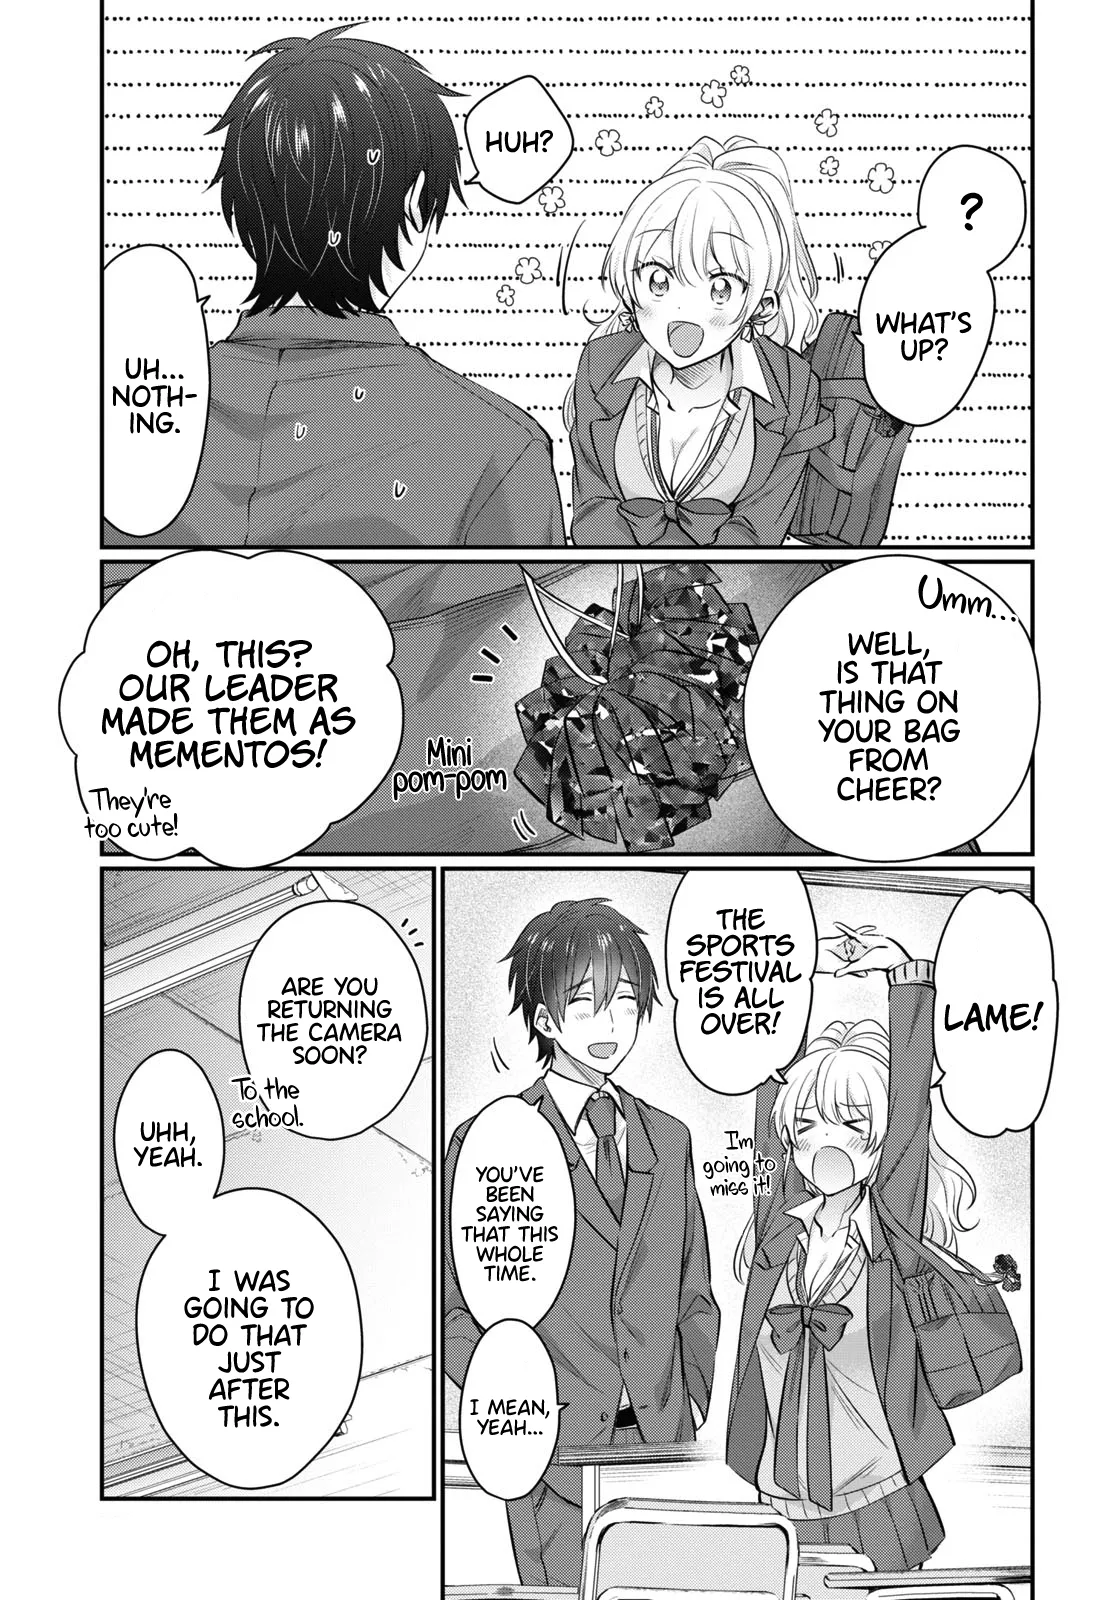 ?
WHAT'S
UP?
HUH?
UH...
NOTH-
ING.
Umm...
WELL,
IS THAT
THING ON
YOUR BAG
FROM
CHEER?
Mini
pom-pom
OH, THIS?
OUR LEADER
MADE THEM AS
MEMENTOS!
They're
too cute!
LAME!
THE
SPORTS
FESTIVAL
IS ALL
OVER!
I'm
going to
miss it!
YOU'VE
BEEN
SAYING
THAT THIS
WHOLE
TIME.
I MEAN,
YEAH...
ARE YOU
RETURNING
THE CAMERA
SOON?
To the
school.
UHH,
YEAH.
I WAS
GOING TO
DO THAT
JUST
AFTER
THIS.